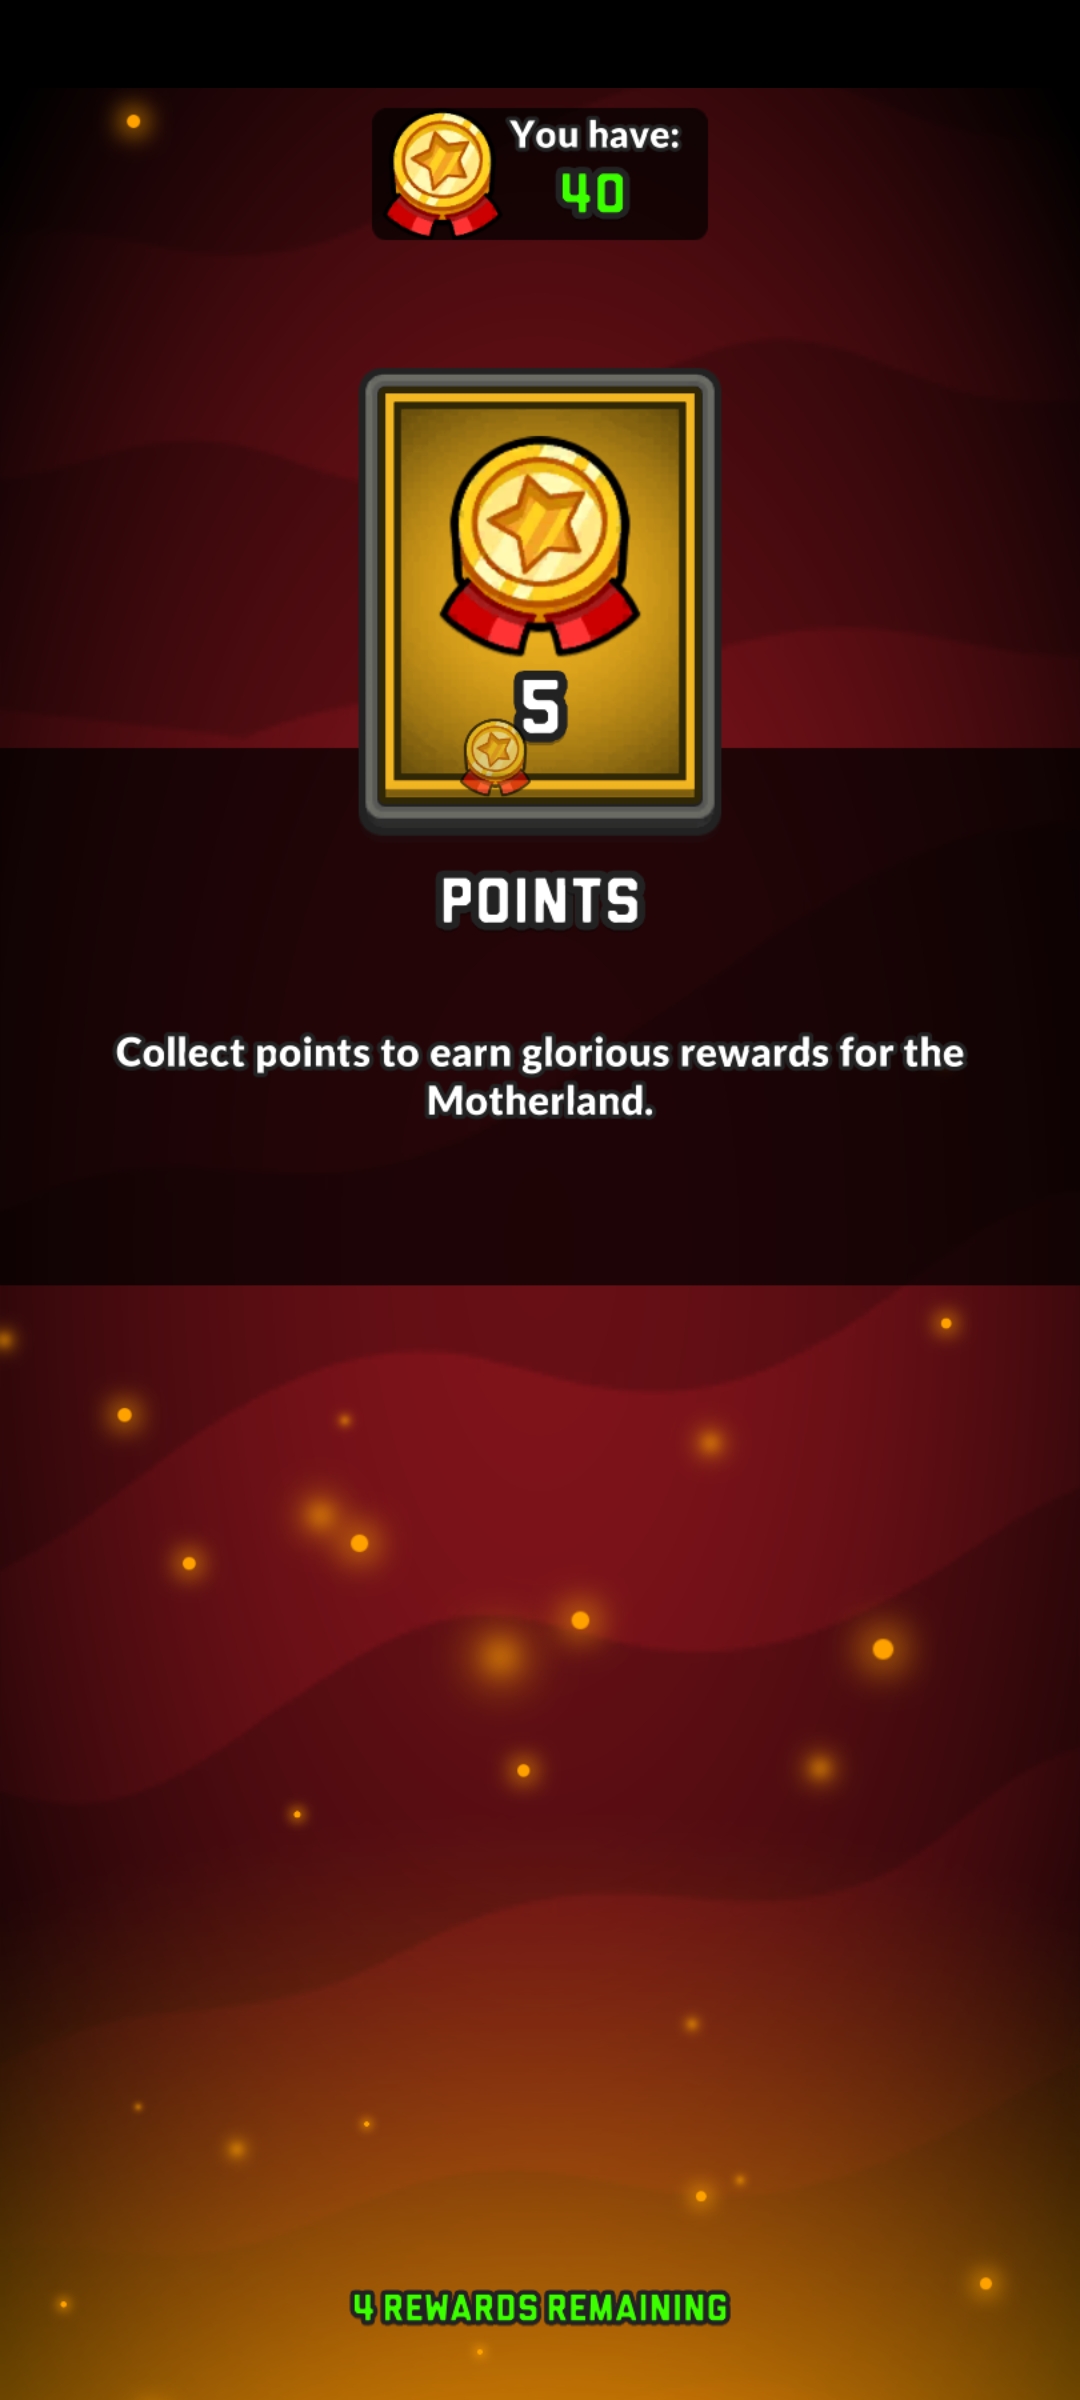 You have:
40
5
POINTS
Collect points to earn glorious rewards for the
Motherland.
4 REWARDS REMAINING